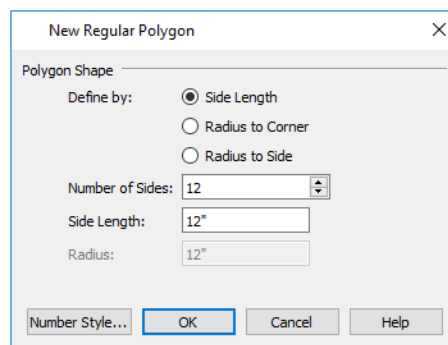 New Regular Polygon
Polygon Shape
Define by: Side Length
Radius to Corner
Radius to Side
Number of Sides: 12
Side Length: 12"
Radius: 12"
Number Style... OK Cancel Help